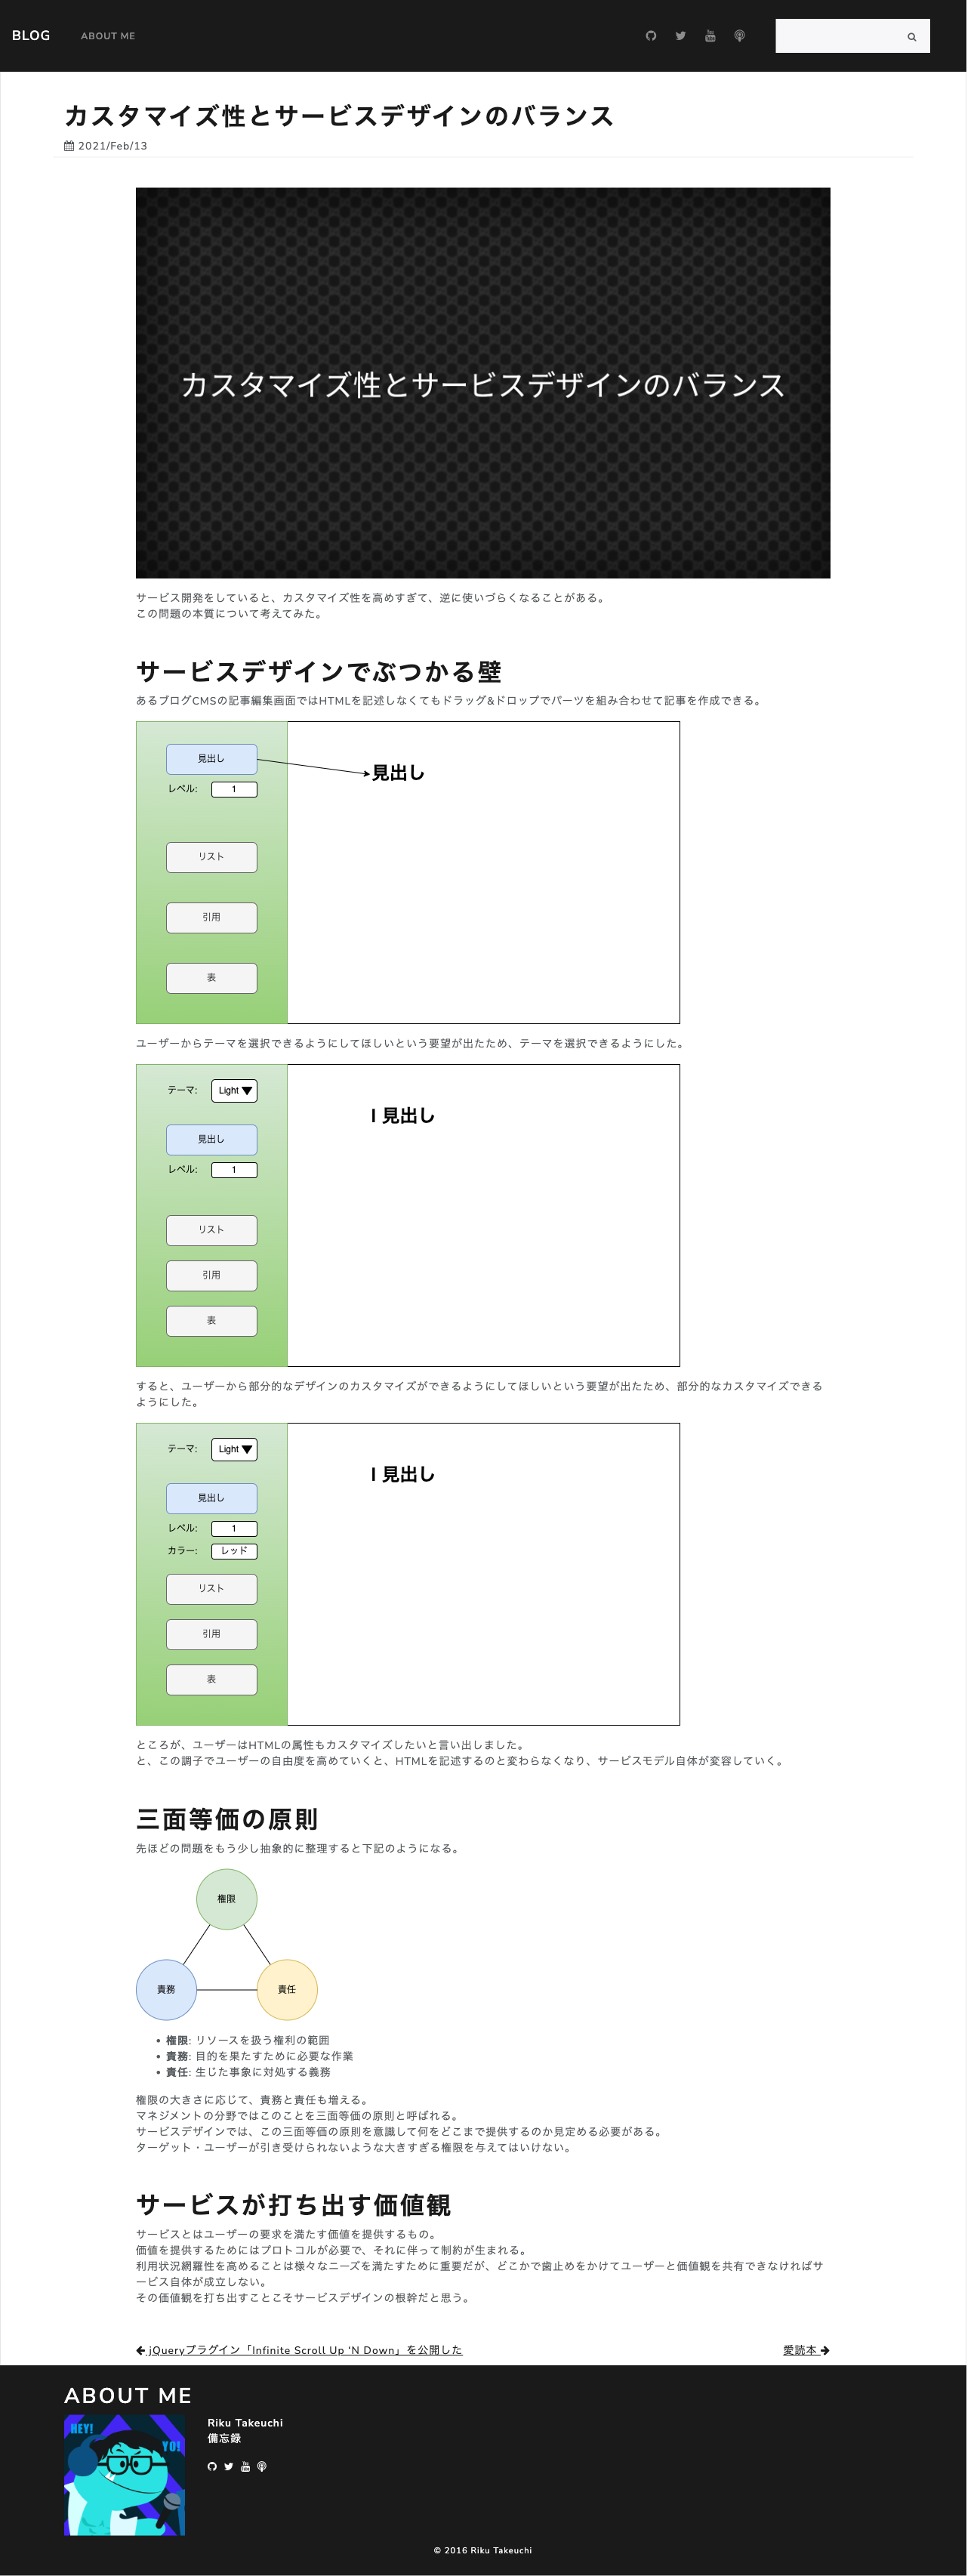 BLOG ABOUT ME
カスタマイズ性とサービスデザインのバランス
2021/Feb/13
カスタマイズ性とサービスデザインのバランス
サービス開発をしていると、カスタマイズ性を高めすぎて、逆に使いづらくなることがある。
この問題の本質について考えてみた。
サービスデザインでぶつかる壁
あるブログCMSの記事編集画面ではHTMLを記述しなくてもドラッグ&ドロップでパーツを組み合わせて記事を作成できる。
見出し
見出し
レベル: 1
リスト
引用
表
ユーザーからテーマを選択できるようにしてほしいという要望が出たため、テーマを選択できるようにした。
テーマ: Light
I 見出し
見出し
レベル: 1
リスト
引用
表
すると、ユーザーから部分的なデザインのカスタマイズができるようにしてほしいという要望が出たため、部分的なカスタマイズできる
ようにした。
テーマ: Light
I 見出し
見出し
レベル: 1
カラー: レッド
リスト
引用
表
ところが、ユーザーはHTMLの属性もカスタマイズしたいと言い出しました。
と、この調子でユーザーの自由度を高めていくと、HTMLを記述するのと変わらなくなり、サービスモデル自体が変容していく。
三面等価の原則
先ほどの問題をもう少し抽象的に整理すると下記のようになる。
権限
責務 責任
• 権限: リソースを扱う権利の範囲
• 責務: 目的を果たすために必要な作業
• 責任: 生じた事象に対処する義務
権限の大きさに応じて、責務と責任も増える。
マネジメントの分野ではこのことを三面等価の原則と呼ばれる。
サービスデザインでは、この三面等価の原則を意識して何をどこまで提供するのか見定める必要がある。
ターゲット・ユーザーが引き受けられないような大きすぎる権限を与えてはいけない。
サービスが打ち出す価値観
サービスとはユーザーの要求を満たす価値を提供するもの。
価値を提供するためにはプロトコルが必要で、それに伴って制約が生まれる。
利用状況網羅性を高めることは様々なニーズを満たすために重要だが、どこかで歯止めをかけてユーザーと価値観を共有できなければサ
ービス自体が成立しない。
その価値観を打ち出すことこそサービスデザインの根幹だと思う。
jQueryプラグイン「Infinite Scroll Up 'N Down」を公開した 愛読本
ABOUT ME
HEY!
YO!
Riku Takeuchi
備忘録
© 2016 Riku Takeuchi